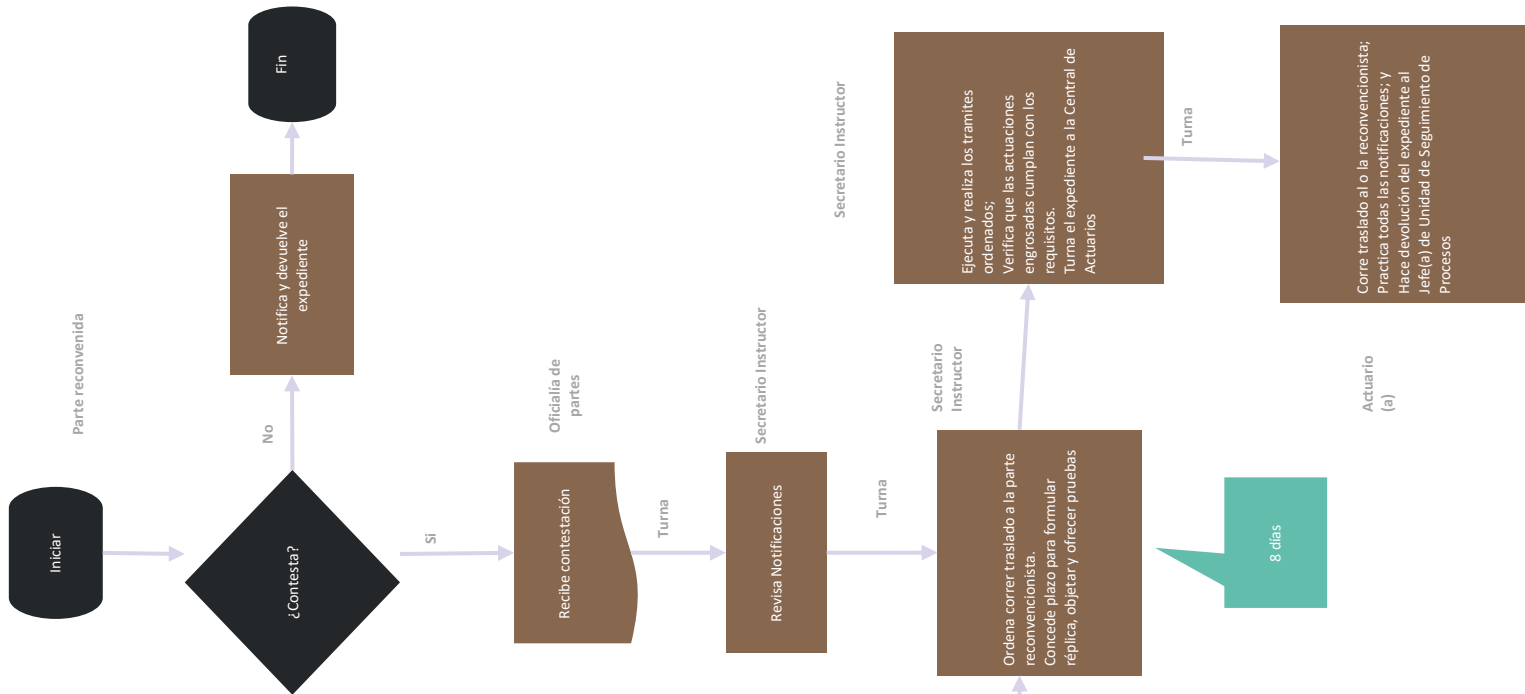 Iniciar
Parte reconvenida
¿Contesta?
No
Notifica y devuelve el
expediente
Fin
Si
Oficialía de
partes
Recibe contestación
Turna
Secretario Instructor
Revisa Notificaciones
Turna
Secretario
Instructor
Ordena correr traslado a la parte
reconvencionista.
Concede plazo para formular
réplica, objetar y ofrecer pruebas
8 días
Secretario Instructor
Ejecuta y realiza los tramites
ordenados;
Verifica que las actuaciones
engrosadas cumplan con los
requisitos.
Turna el expediente a la Central de
Actuarios
Turna
Actuario
(a)
Corre traslado al o la reconvencionista;
Practica todas las notificaciones; y
Hace devolución del expediente al
Jefe(a) de Unidad de Seguimiento de
Procesos